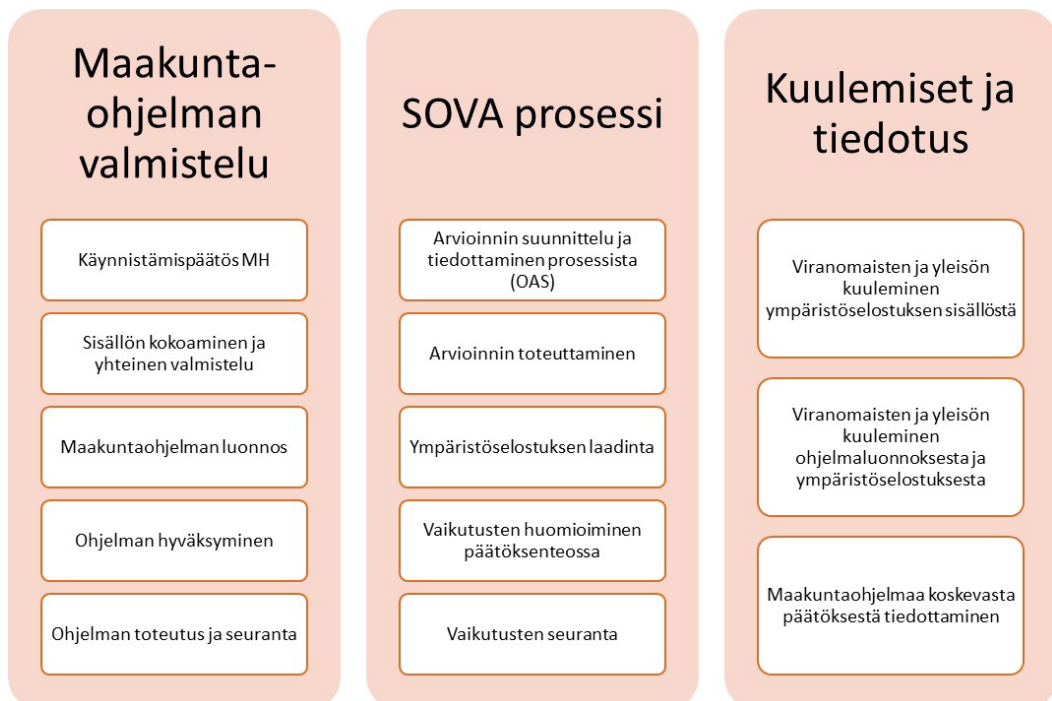 Maakunta-
ohjelman
valmistelu
Käynnistämispäätös MH
Sisällön kokoaminen ja
yhteinen valmistelu
Maakuntaohjelman luonnos
Ohjelman hyväksyminen
Ohjelman toteutus ja seuranta
SOVA prosessi
Arvioinnin suunnittelu ja
tiedottaminen prosessista
(OAS)
Arvioinnin toteuttaminen
Ympäristöselostuksen laadinta
Vaikutusten huomioiminen
päätöksenteossa
Vaikutusten seuranta
Kuulemiset ja
tiedotus
Viranomaisten ja yleisön
kuuleminen
ympäristöselostuksen sisällöstä
Viranomaisten ja yleisön
kuuleminen
ohjelmaluonnoksesta ja
ympäristöselostuksesta
Maakuntaohjelmaa koskevasta
päätöksestä tiedottaminen